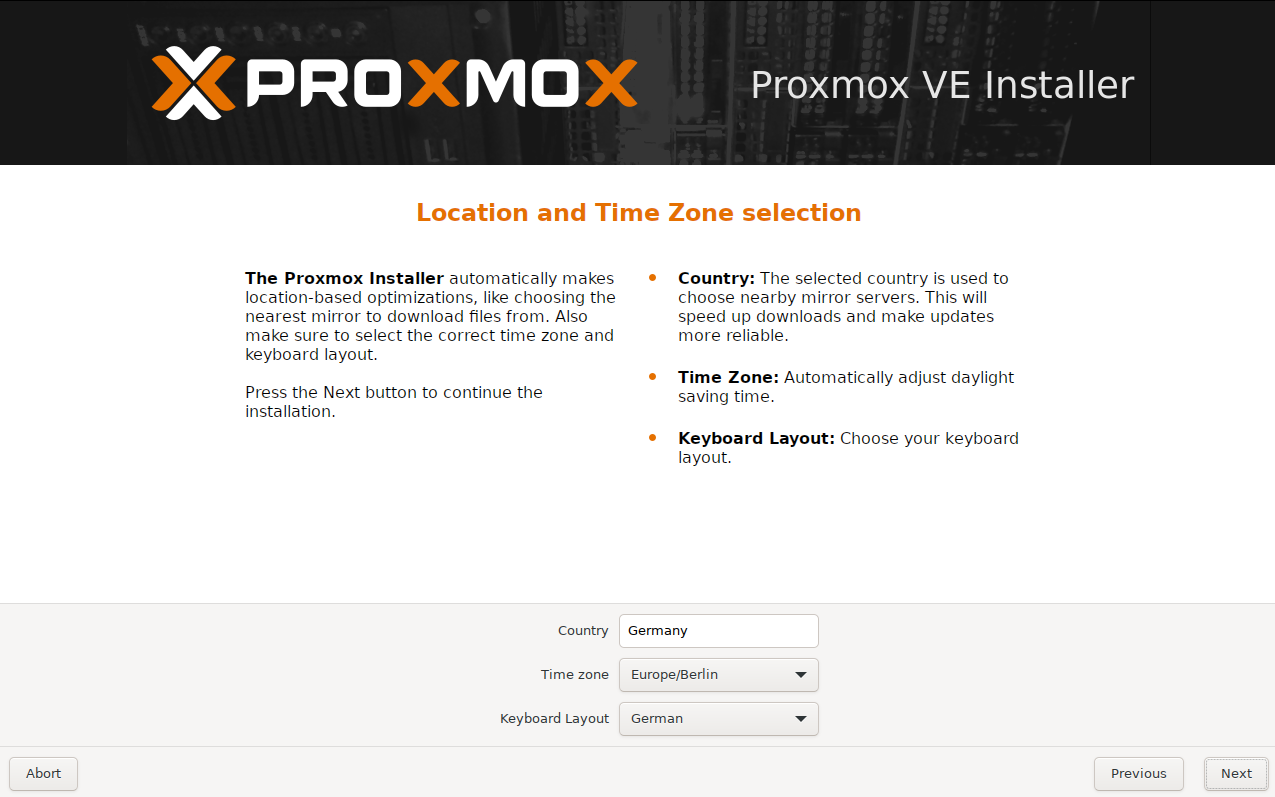 PROXMOX
Proxmox VE Installer
Location and Time Zone selection
The Proxmox Installer automatically makes
location-based optimizations, like choosing the
nearest mirror to download files from. Also
make sure to select the correct time zone and
keyboard layout.
Press the Next button to continue the
installation.
Country: The selected country is used to
choose nearby mirror servers. This will
speed up downloads and make updates
more reliable.
Time Zone: Automatically adjust daylight
saving time.
Keyboard Layout: Choose your keyboard
layout.
Country Germany
Time zone Europe/Berlin
Keyboard Layout German
Abort Previous Next